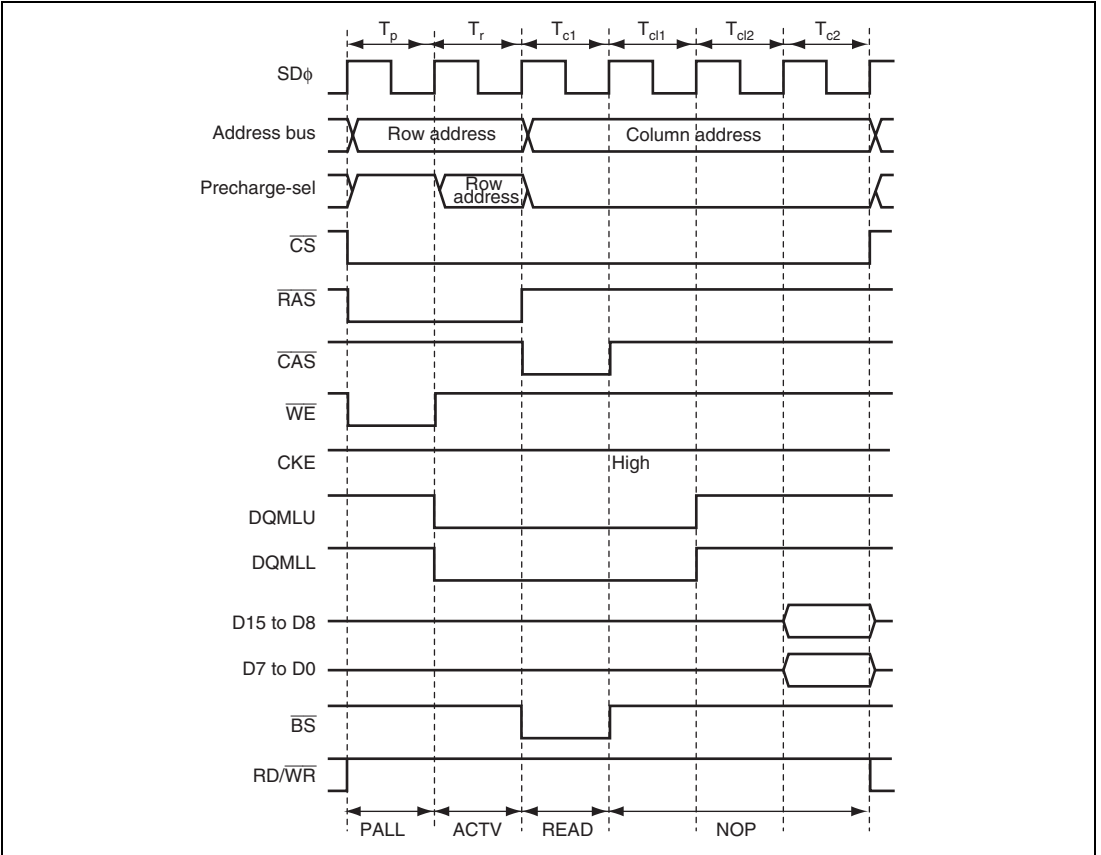 Tp Tr Tc1 Tcl1 Tcl2 Tc2
SDϕ
Address bus Row address Column address
Precharge-sel Row address
CS
RAS
CAS
WE
CKE High
DQMLU
DQMLL
D15 to D8
D7 to D0
BS
RD/WR
PALL ACTV READ NOP